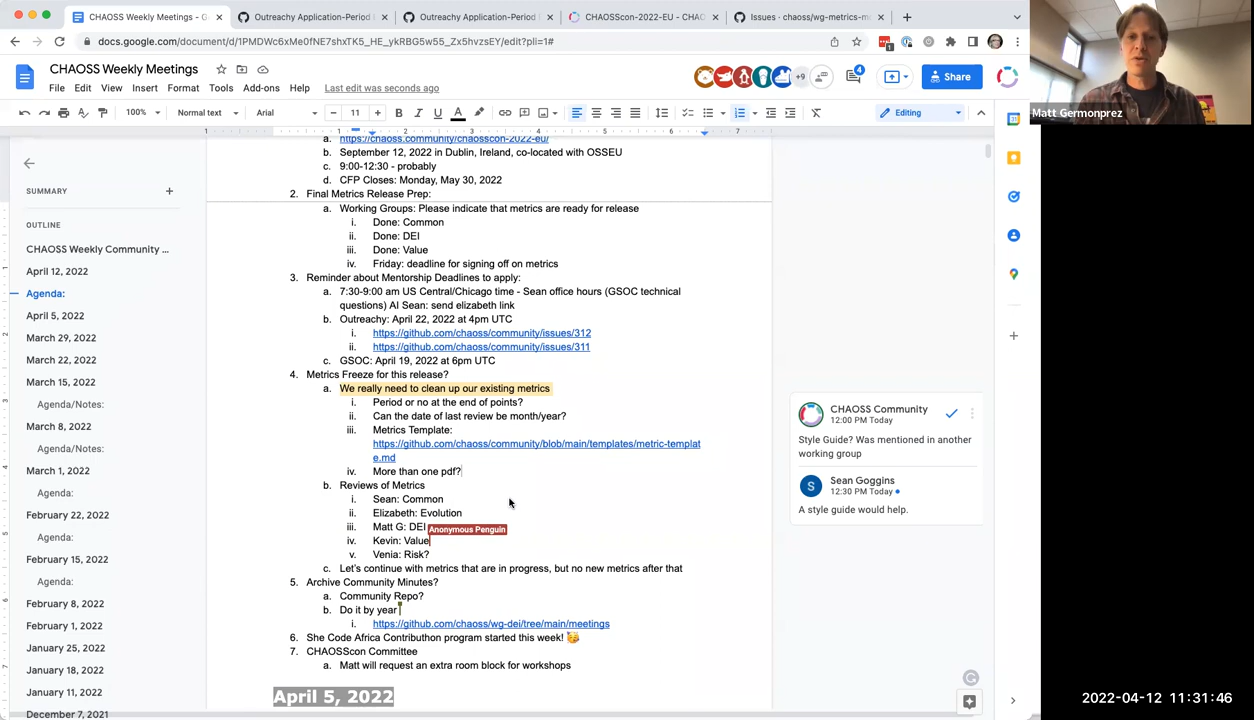 CHAOSS Weekly Meetings - G
Outreachy Application-Period
Outreachy Application-Period
CHAOSScon-2022-EU – CHAO
Issues · chaoss/wg-metrics-m
docs.google.com/document/d/1PMDWc6xMe0fNE7shxTK5_HE_ykRBG5w55_Zx5hvzsEY/edit?pli=1#
CHAOSS Weekly Meetings
File Edit View Insert Format Tools Add-ons Help Last edit was seconds ago
+9
4
Share
100% Normal text Arial 11 Editing
1 1 2 3 4 5 6 7
SUMMARY
OUTLINE
CHAOSS Weekly Community ...
April 12, 2022
Agenda:
April 5, 2022
March 29, 2022
March 22, 2022
March 15, 2022
Agenda/Notes:
March 8, 2022
Agenda/Notes:
March 1, 2022
Agenda:
February 22, 2022
Agenda:
February 15, 2022
Agenda:
February 8, 2022
February 1, 2022
January 25, 2022
January 18, 2022
January 11, 2022
December 7, 2021
a. https://chaoss.community/chaosscon-2022-eu/
b. September 12, 2022 in Dublin, Ireland, co-located with OSSEU
c. 9:00-12:30 - probably
d. CFP Closes: Monday, May 30, 2022
2. Final Metrics Release Prep:
a. Working Groups: Please indicate that metrics are ready for release
i. Done: Common
ii. Done: DEI
iii. Done: Value
iv. Friday: deadline for signing off on metrics
3. Reminder about Mentorship Deadlines to apply:
a. 7:30-9:00 am US Central/Chicago time - Sean office hours (GSOC technical
questions) AI Sean: send elizabeth link
b. Outreachy: April 22, 2022 at 4pm UTC
i. https://github.com/chaoss/community/issues/312
ii. https://github.com/chaoss/community/issues/311
c. GSOC: April 19, 2022 at 6pm UTC
4. Metrics Freeze for this release?
a. We really need to clean up our existing metrics
i. Period or no at the end of points?
ii. Can the date of last review be month/year?
iii. Metrics Template:
https://github.com/chaoss/community/blob/main/templates/metric-templat
e.md
iv. More than one pdf?
b. Reviews of Metrics
i. Sean: Common
ii. Elizabeth: Evolution
iii. Matt G: DEI
Anonymous Penguin
iv. Kevin: Value
v. Venia: Risk?
c. Let's continue with metrics that are in progress, but no new metrics after that
5. Archive Community Minutes?
a. Community Repo?
b. Do it by year
i. https://github.com/chaoss/wg-dei/tree/main/meetings
6. She Code Africa Contributhon program started this week! 🥳
7. CHAOSScon Committee
a. Matt will request an extra room block for workshops
April 5, 2022
CHAOSS Community
12:00 PM Today
Style Guide? Was mentioned in another
working group
Sean Goggins
12:30 PM Today
A style guide would help.
Matt Germonprez
2022-04-12 11:31:46